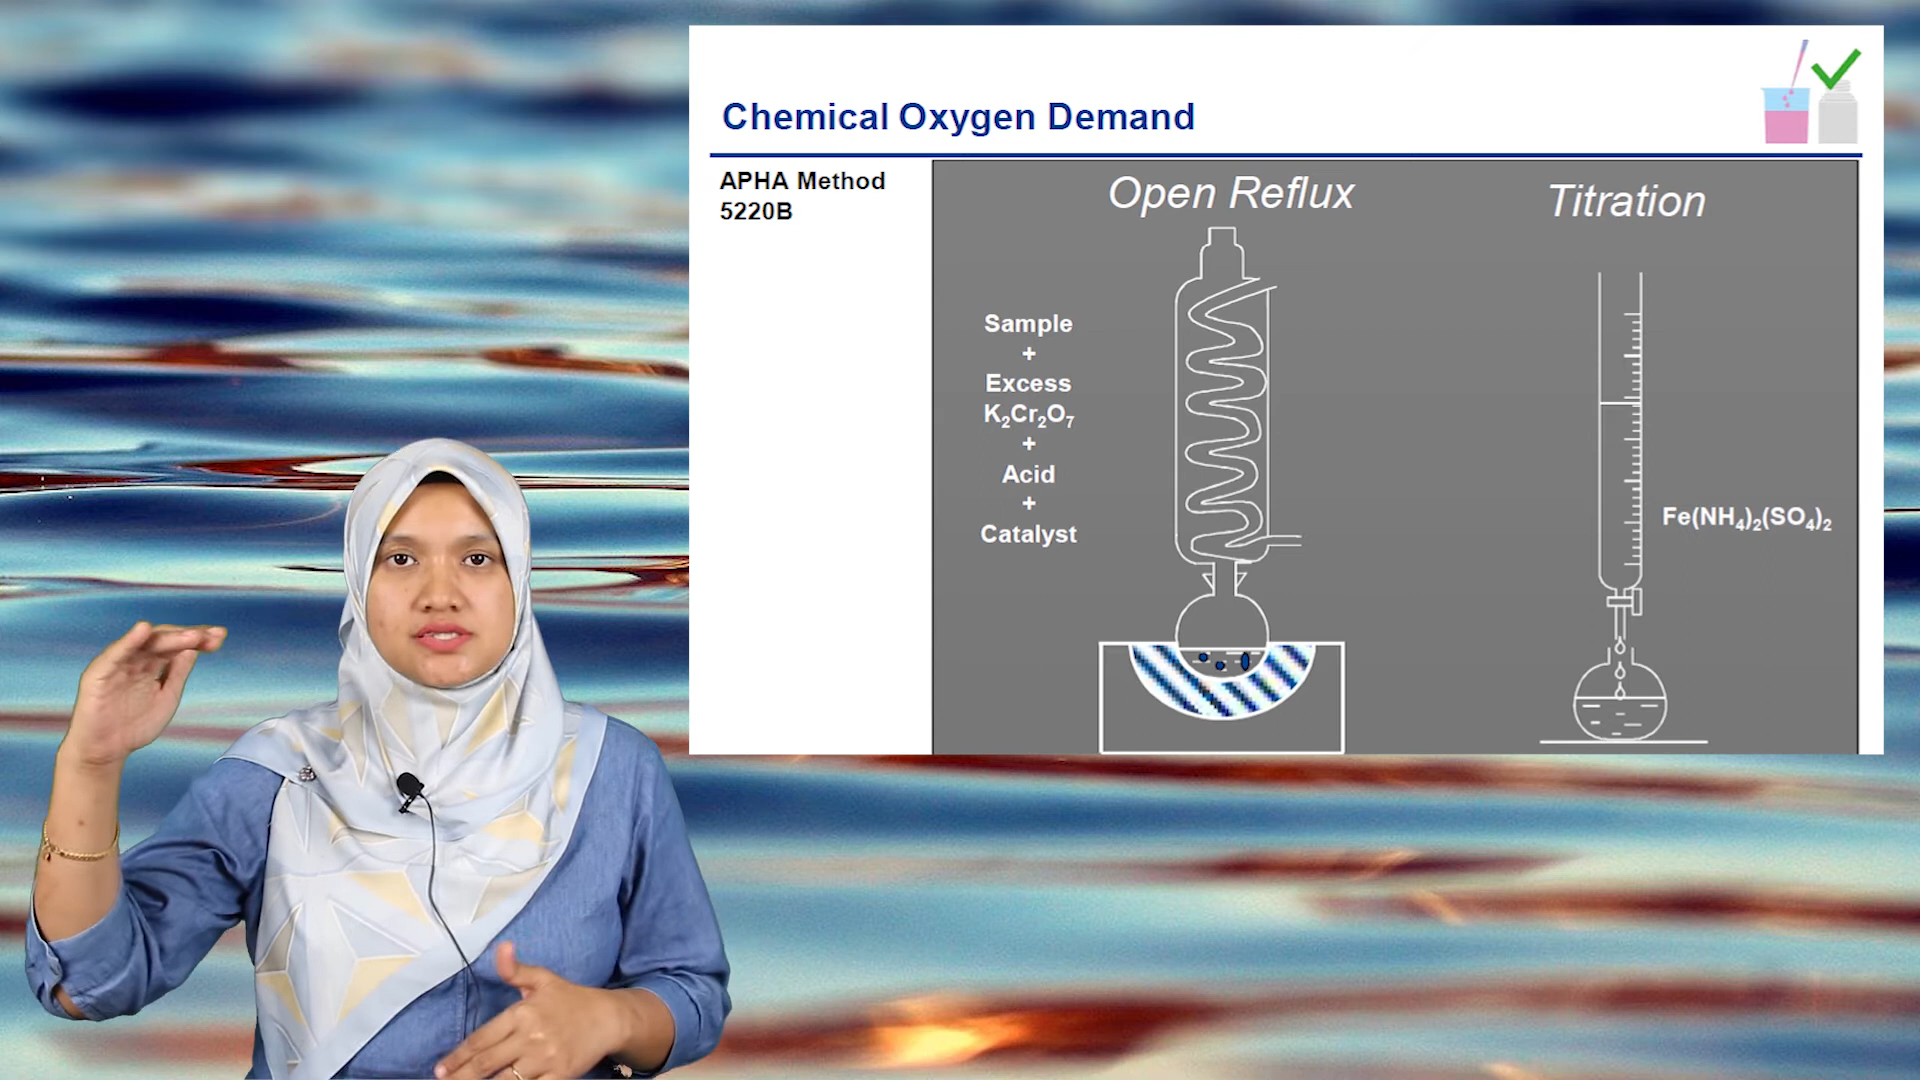 Chemical Oxygen Demand
APHA Method
5220B
Open Reflux
Titration
Sample
+
Excess
K₂Cr₂O₇
+
Acid
+
Catalyst
Fe(NH₄)₂(SO₄)₂